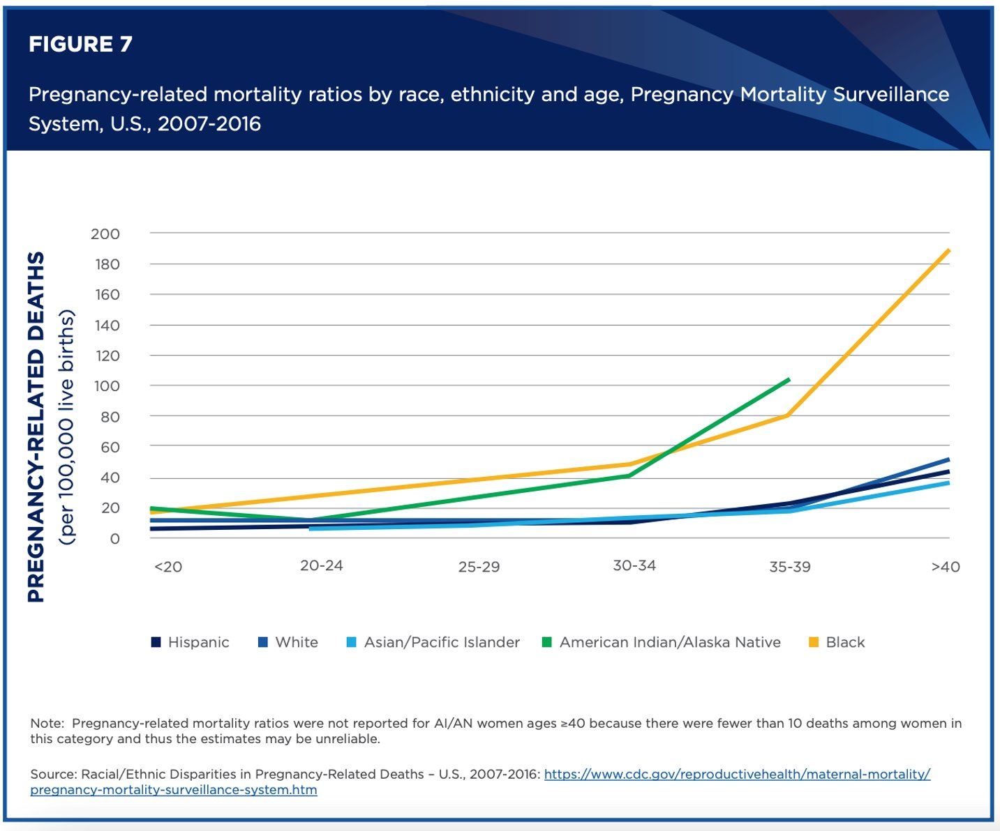 FIGURE 7
Pregnancy-related mortality ratios by race, ethnicity and age, Pregnancy Mortality Surveillance
System, U.S., 2007-2016
PREGNANCY-RELATED DEATHS
(per 100,000 live births)
200
180
160
140
120
100
80
60
40
20
0
<20
20-24
25-29
30-34
35-39
>40
Hispanic
White
Asian/Pacific Islander
American Indian/Alaska Native
Black
Note:  Pregnancy-related mortality ratios were not reported for AI/AN women ages ≥40 because there were fewer than 10 deaths among women in
this category and thus the estimates may be unreliable.
Source: Racial/Ethnic Disparities in Pregnancy-Related Deaths – U.S., 2007-2016: https://www.cdc.gov/reproductivehealth/maternal-mortality/
pregnancy-mortality-surveillance-system.htm